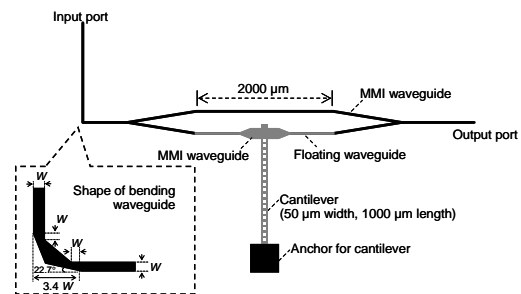 Input port
2000 µm
MMI waveguide
Output port
MMI waveguide
Floating waveguide
W
Shape of bending
waveguide
W
W
W
22.7°
3.4 W
Cantilever
(50 µm width, 1000 µm length)
Anchor for cantilever